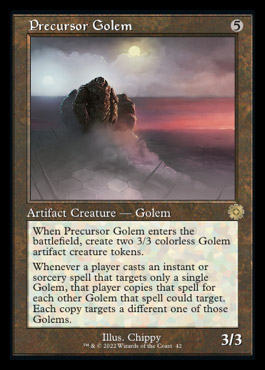 Precursor Golem 5
Artifact Creature — Golem
When Precursor Golem enters the
battlefield, create two 3/3 colorless Golem
artifact creature tokens.
Whenever a player casts an instant or
sorcery spell that targets only a single
Golem, that player copies that spell for
each other Golem that spell could target.
Each copy targets a different one of those
Golems.
Illus. Chippy
™ & © 2022 Wizards of the Coast 42
3/3